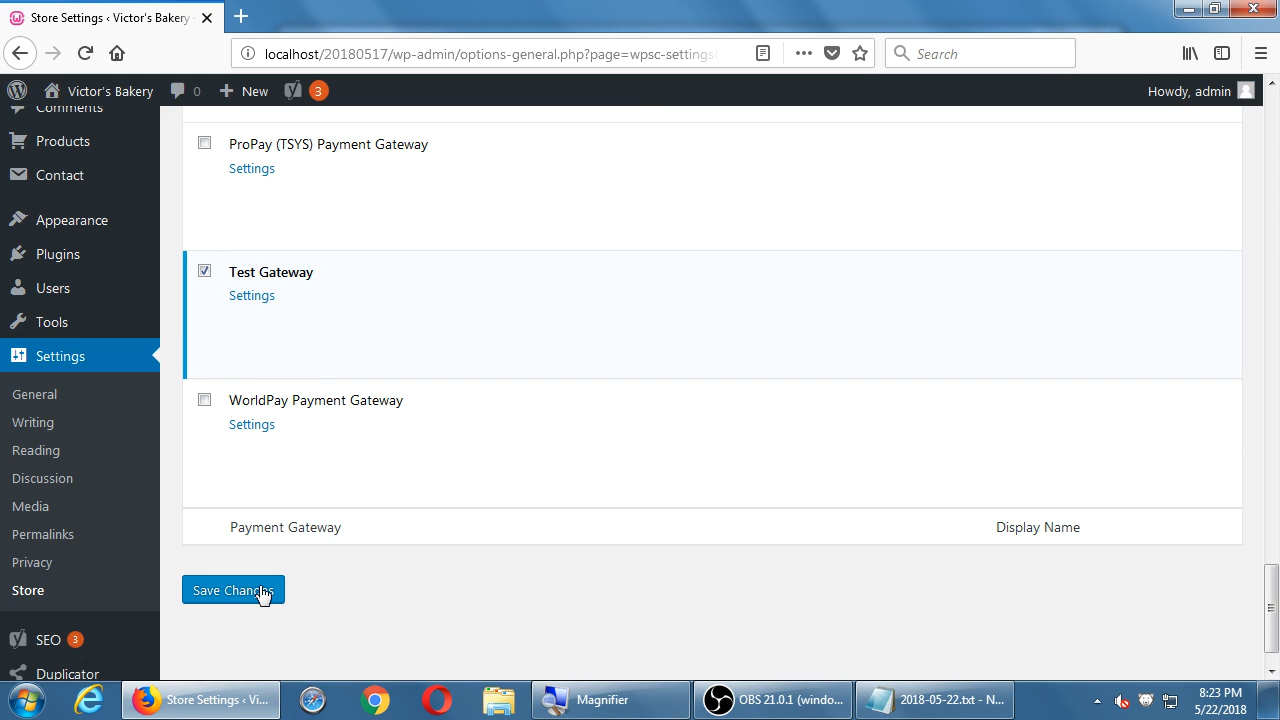 Store Settings ‹ Victor's Bakery
localhost/20180517/wp-admin/options-general.php?page=wpsc-settings
Search
Victor's Bakery 0 New 3 Howdy, admin
Comments
Products
Contact
Appearance
Plugins
Users
Tools
Settings
General
Writing
Reading
Discussion
Media
Permalinks
Privacy
Store
SEO 3
Duplicator
ProPay (TSYS) Payment Gateway
Settings
Test Gateway
Settings
WorldPay Payment Gateway
Settings
Payment Gateway Display Name
Save Changes
Store Settings ‹ Vi...
Magnifier
OBS 21.0.1 (windo...
2018-05-22.txt - N...
8:23 PM
5/22/2018